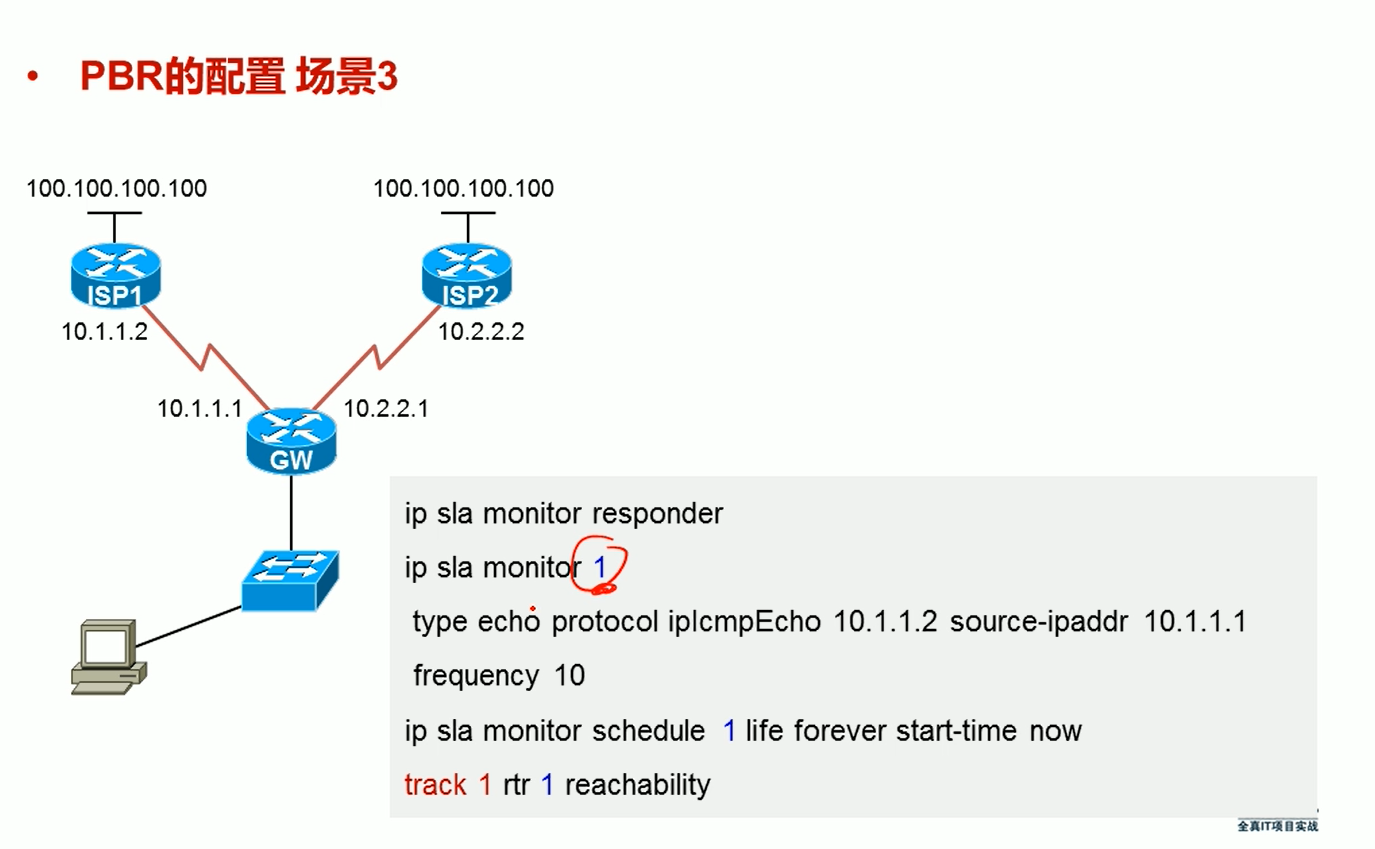 • PBR的配置 场景3
100.100.100.100 100.100.100.100
ISP1 ISP2
10.1.1.2 10.2.2.2
10.1.1.1 10.2.2.1
GW
ip sla monitor responder
ip sla monitor 1
type echo protocol ipIcmpEcho 10.1.1.2 source-ipaddr 10.1.1.1
frequency 10
ip sla monitor schedule 1 life forever start-time now
track 1 rtr 1 reachability
全真IT项目实战